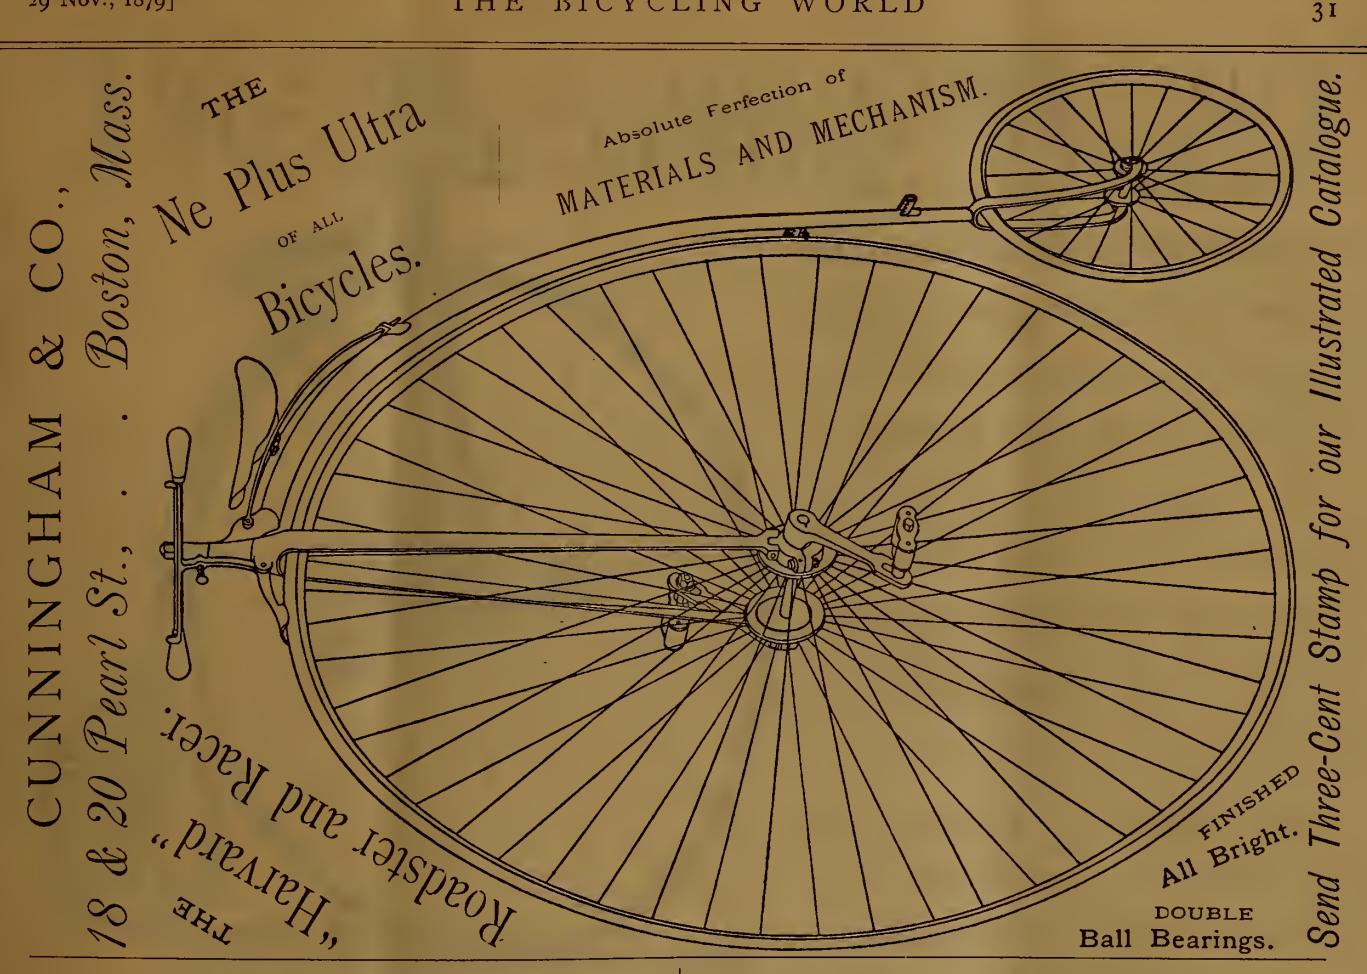 29 Nov., 1879]
THE BICYCLING WORLD
31
CUNNINGHAM & CO.,
18 & 20 Pearl St., . . Boston, Mass.
THE
"Harvard"
Roadster and Racer.
THE
Ne Plus Ultra
OF ALL
Bicycles.
Absolute Ferfection of
MATERIALS AND MECHANISM.
FINISHED
All Bright.
DOUBLE
Ball Bearings.
Send Three-Cent Stamp for our Illustrated Catalogue.